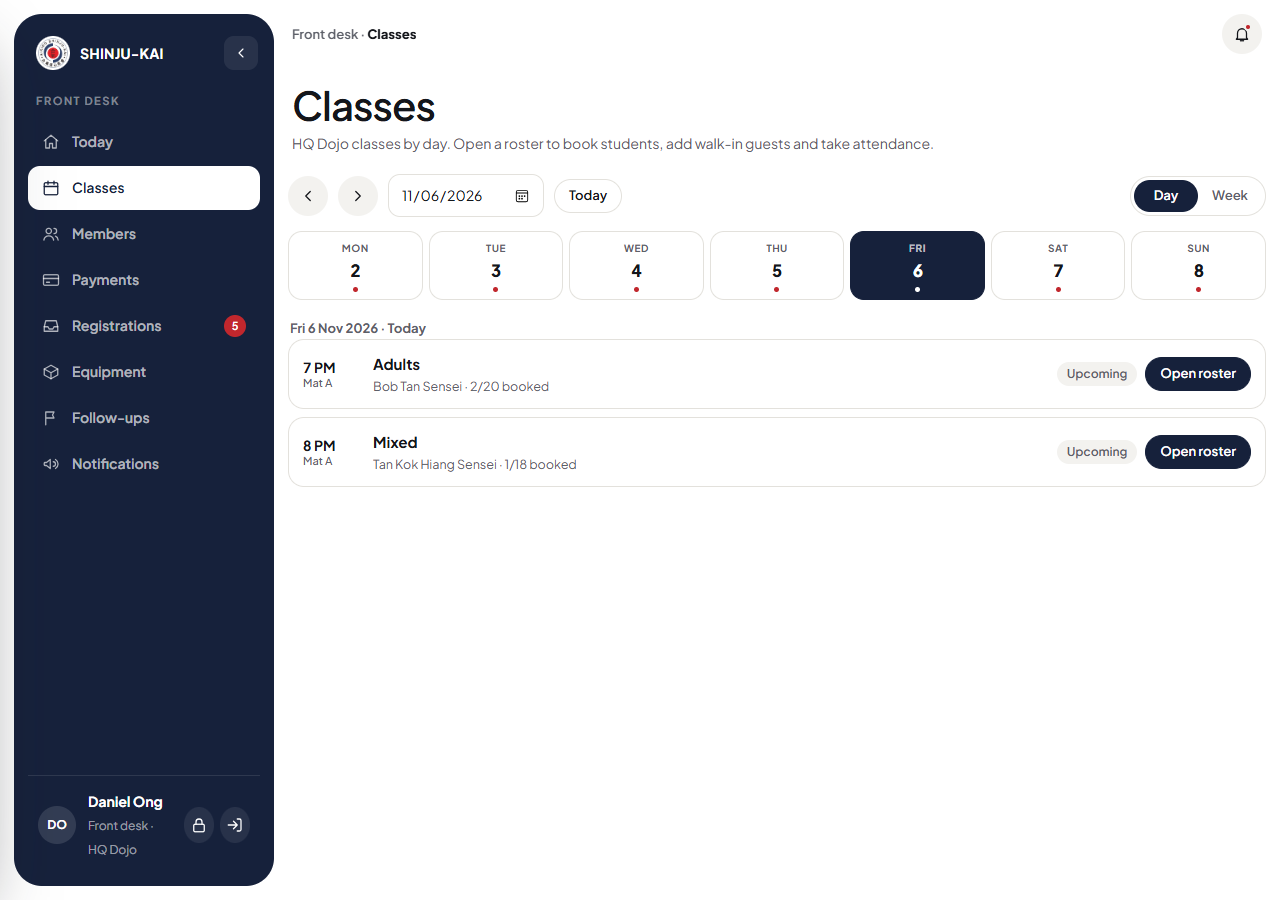 SHINJU-KAI
FRONT DESK
Today
Classes
Members
Payments
Registrations 5
Equipment
Follow-ups
Notifications
DO
Daniel Ong
Front desk ·
HQ Dojo
Front desk · Classes
Classes
HQ Dojo classes by day. Open a roster to book students, add walk-in guests and take attendance.
11/06/2026 Today Day Week
MON TUE WED THU FRI SAT SUN
2 3 4 5 6 7 8
Fri 6 Nov 2026 · Today
7 PM Adults
Mat A Bob Tan Sensei · 2/20 booked
Upcoming Open roster
8 PM Mixed
Mat A Tan Kok Hiang Sensei · 1/18 booked
Upcoming Open roster